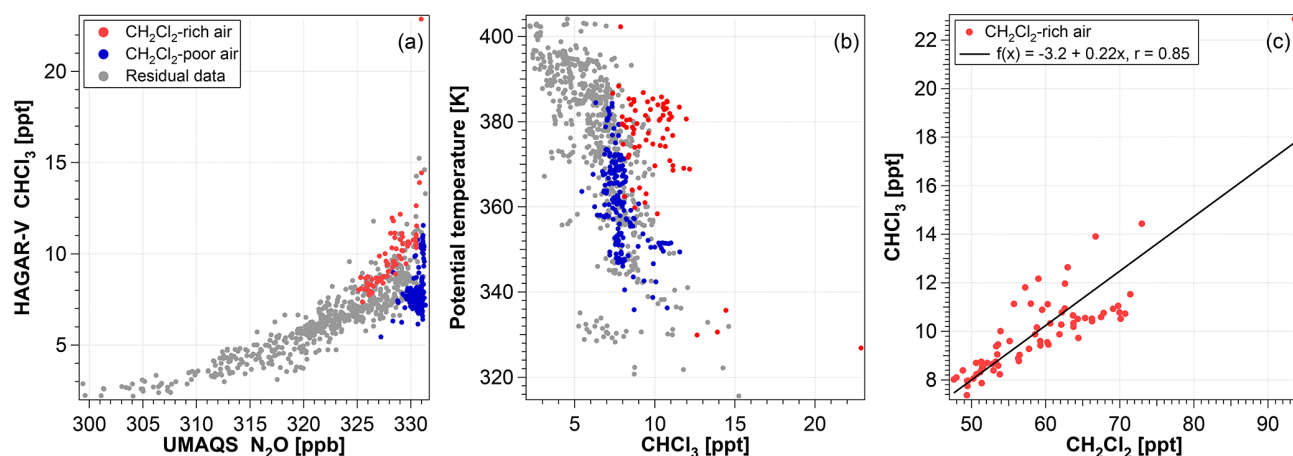 CH₂Cl₂-rich air
CH₂Cl₂-poor air
Residual data
(a)
HAGAR-V CHCl₃ [ppt]
20
15
10
5
300
305
310
315
320
325
330
UMAQS N₂O [ppb]
(b)
Potential temperature [K]
400
380
360
340
320
5
10
15
20
CHCl₃ [ppt]
CH₂Cl₂-rich air
f(x) = -3.2 + 0.22x, r = 0.85
(c)
CHCl₃ [ppt]
22
20
18
16
14
12
10
8
50
60
70
80
90
CH₂Cl₂ [ppt]